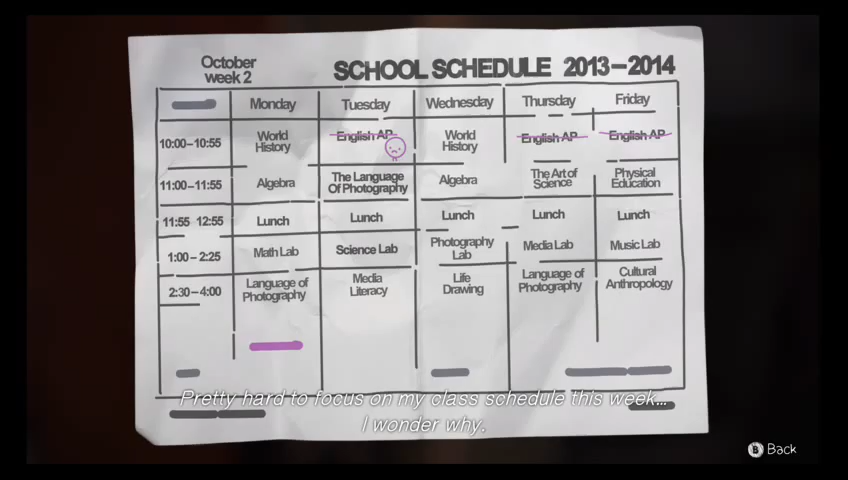 October
week 2
SCHOOL SCHEDULE 2013-2014
Monday Tuesday Wednesday Thursday Friday
10:00-10:55 World History English AP World History English AP English AP
11:00-11:55 Algebra The Language Of Photography Algebra The Art of Science Physical Education
11:55 12:55 Lunch Lunch Lunch Lunch Lunch
1:00-2:25 Math Lab Science Lab Photography Lab Media Lab Music Lab
2:30-4:00 Language of Photography Media Literacy Life Drawing Language of Photography Cultural Anthropology
Pretty hard to focus on my class schedule this week...
I wonder why.
B Back